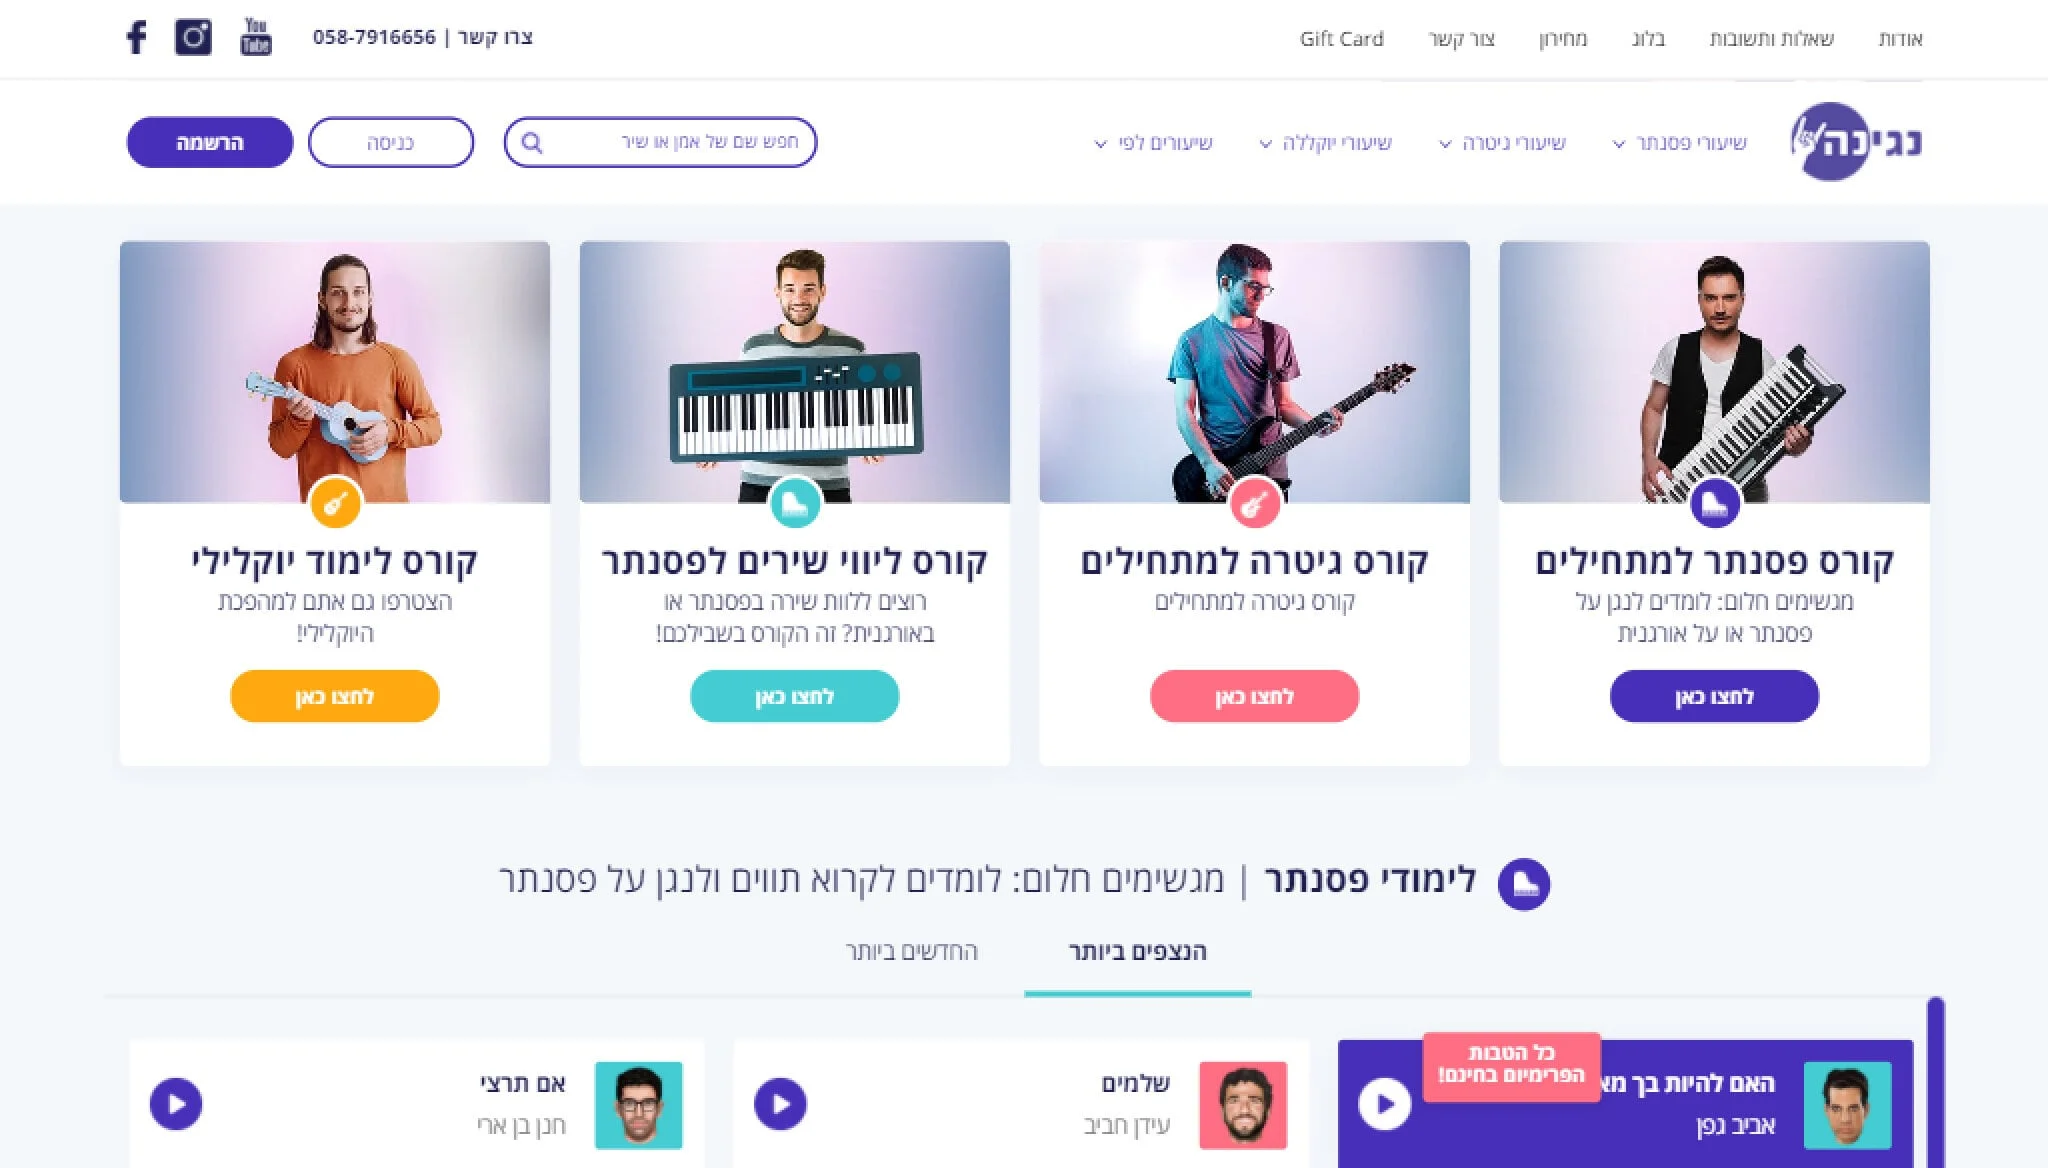 אודות
שאלות ותשובות
בלוג
מחירון
צור קשר
Gift Card
צרו קשר | 058-7916656
You
Tube
נגינה
שיעורי פסנתר
שיעורי גיטרה
שיעורי יוקללה
שיעורים לפי
חפש שם של אמן או שיר
כניסה
הרשמה
קורס פסנתר למתחילים
מגשימים חלום: לומדים לנגן על
פסנתר או על אורגנית
לחצו כאן
קורס גיטרה למתחילים
קורס גיטרה למתחילים
לחצו כאן
קורס ליווי שירים לפסנתר
רוצים ללוות שירה בפסנתר או
באורגנית? זה הקורס בשבילכם!
לחצו כאן
קורס לימוד יוקלילי
הצטרפו גם אתם למהפכת
היוקלילי!
לחצו כאן
לימודי פסנתר | מגשימים חלום: לומדים לקרוא תווים ולנגן על פסנתר
הנצפים ביותר
החדשים ביותר
כל הטבות
הפרימיום בחינם!
האם להיות בך מא
אביב גפן
שלמים
עידן חביב
אם תרצי
חנן בן ארי